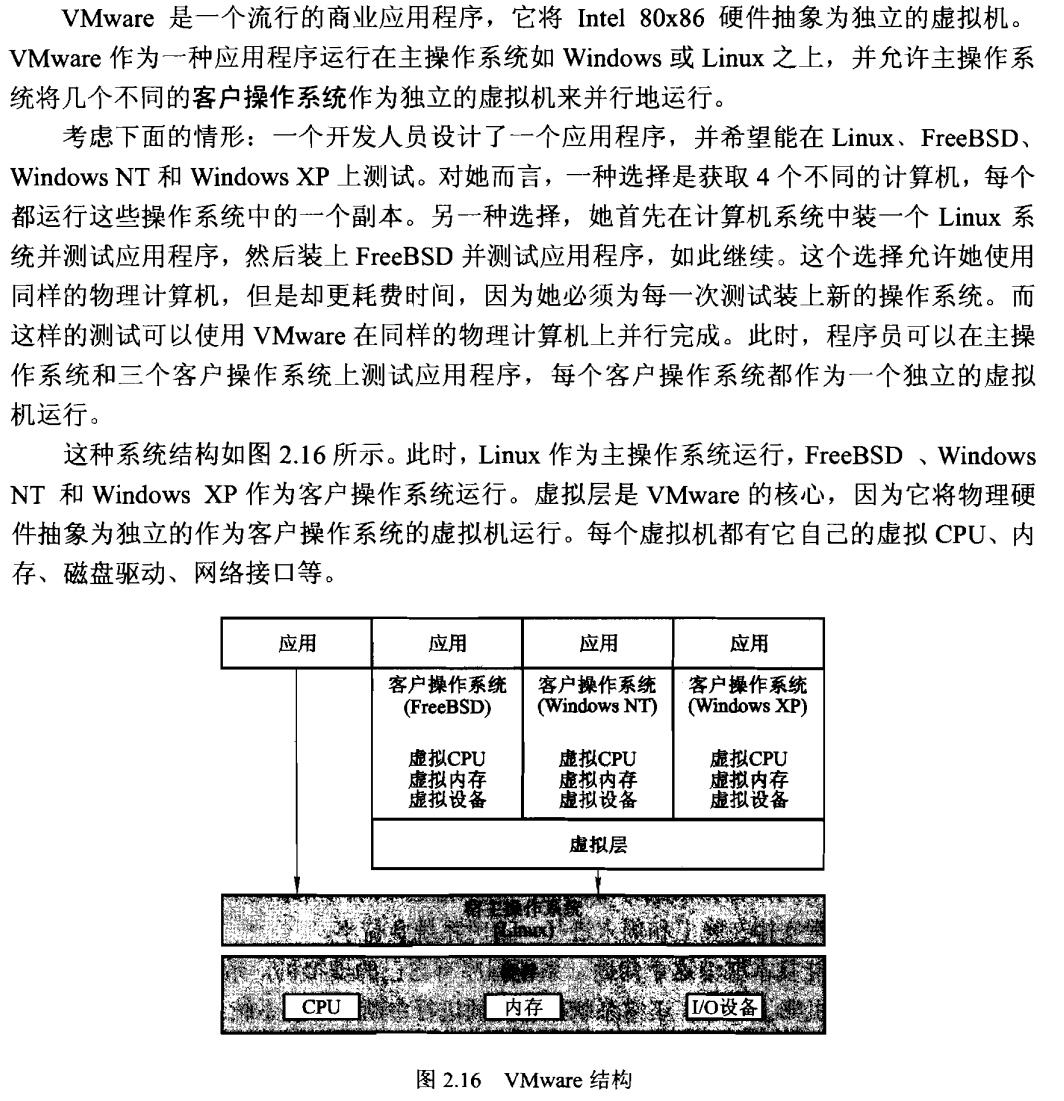 VMware 是一个流行的商业应用程序，它将 Intel 80x86 硬件抽象为独立的虚拟机。
VMware 作为一种应用程序运行在主操作系统如 Windows 或 Linux 之上，并允许主操作系
统将几个不同的客户操作系统作为独立的虚拟机来并行地运行。
考虑下面的情形：一个开发人员设计了一个应用程序，并希望能在 Linux、FreeBSD、
Windows NT 和 Windows XP 上测试。对她而言，一种选择是获取 4 个不同的计算机，每个
都运行这些操作系统中的一个副本。另一种选择，她首先在计算机系统中装一个 Linux 系
统并测试应用程序，然后装上 FreeBSD 并测试应用程序，如此继续。这个选择允许她使用
同样的物理计算机，但是却更耗费时间，因为她必须为每一次测试装上新的操作系统。而
这样的测试可以使用 VMware 在同样的物理计算机上并行完成。此时，程序员可以在主操
作系统和三个客户操作系统上测试应用程序，每个客户操作系统都作为一个独立的虚拟
机运行。
这种系统结构如图 2.16 所示。此时，Linux 作为主操作系统运行，FreeBSD 、Windows
NT 和 Windows XP 作为客户操作系统运行。虚拟层是 VMware 的核心，因为它将物理硬
件抽象为独立的作为客户操作系统的虚拟机运行。每个虚拟机都有它自己的虚拟 CPU、内
存、磁盘驱动、网络接口等。
应用 应用 应用 应用
客户操作系统 客户操作系统 客户操作系统
(FreeBSD) (Windows NT) (Windows XP)
虚拟CPU 虚拟CPU 虚拟CPU
虚拟内存 虚拟内存 虚拟内存
虚拟设备 虚拟设备 虚拟设备
虚拟层
宿主操作系统
(Linux)
CPU 内存 I/O设备
图 2.16 VMware 结构